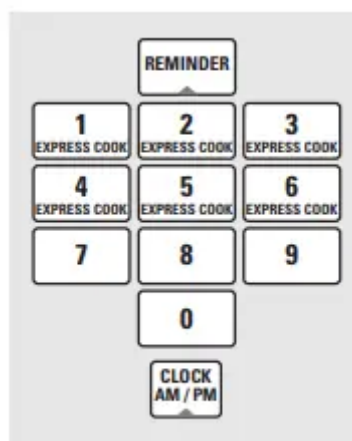 REMINDER
1 2 3
EXPRESS COOK EXPRESS COOK EXPRESS COOK
4 5 6
EXPRESS COOK EXPRESS COOK EXPRESS COOK
7 8 9
0
CLOCK
AM / PM